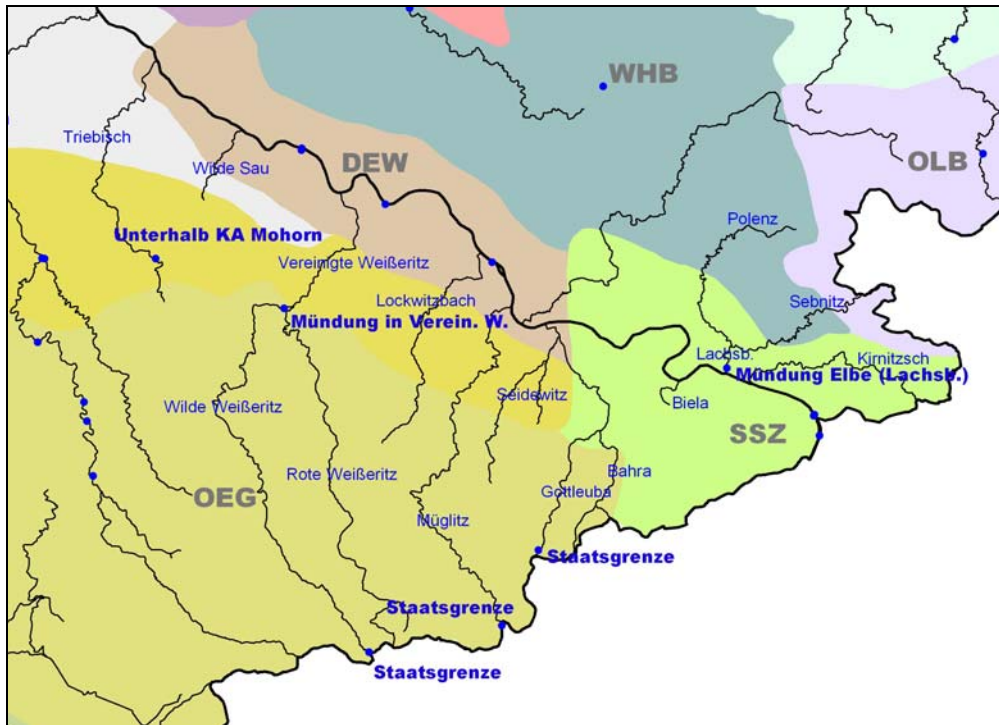 WHB
Triebisch
Wilde Sau
DEW
OLB
Polenz
Unterhalb KA Mohorn
Vereinigte Weißeritz
Lockwitzbach
Sebnitz
Mündung in Verein. W.
Lachsb.
Kirnitzsch
Mündung Elbe (Lachsb.)
Seidewitz
Biela
Wilde Weißeritz
SSZ
Rote Weißeritz
Bahra
OEG
Gottleuba
Müglitz
Staatsgrenze
Staatsgrenze
Staatsgrenze